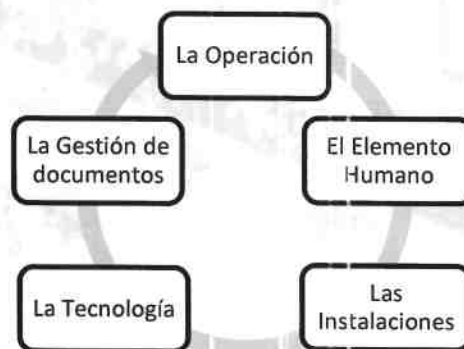 La Operación
El Elemento
Humano
Las
Instalaciones
La Tecnología
La Gestión de
documentos